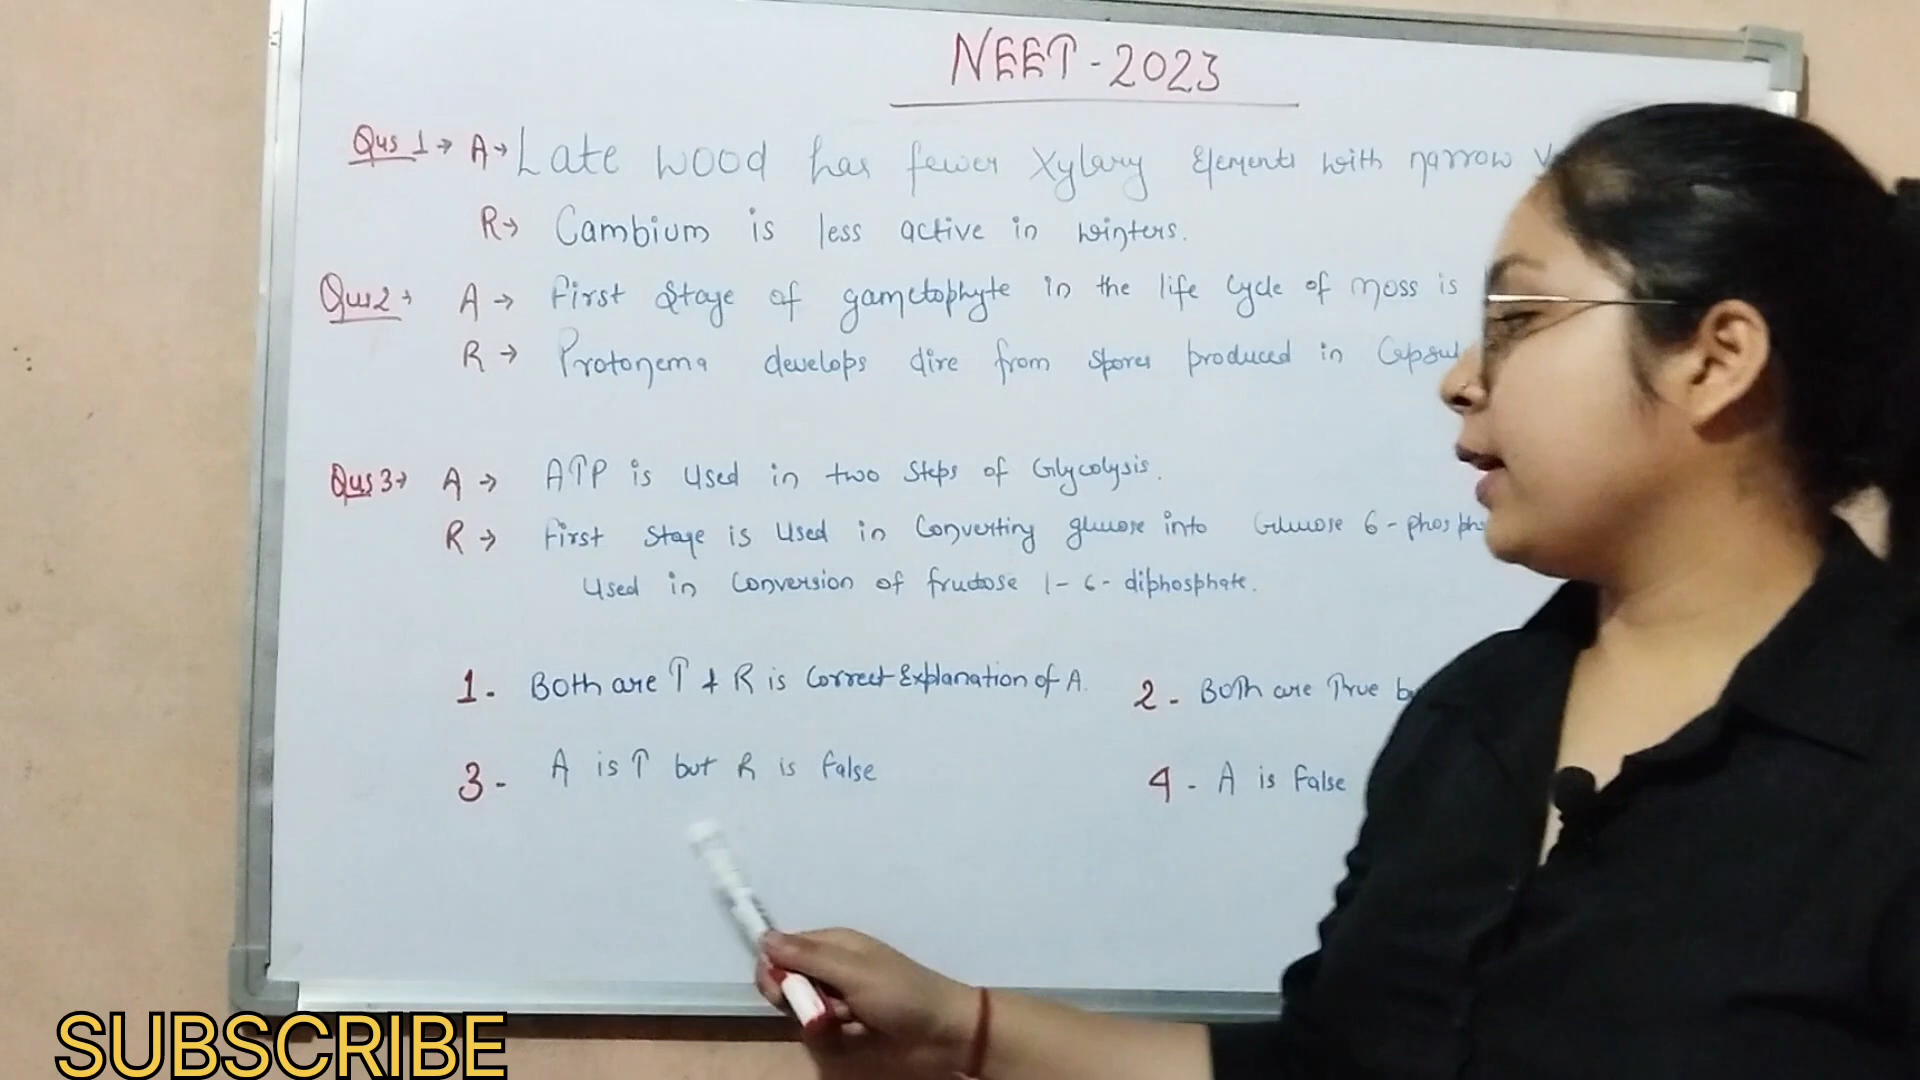 NEET-2023
Qus 1→ A→ Late wood has fewer Xylary Elements with narrow
R→ Cambium is less active in winters.
Qus2→ A→ First Stage of gametophyte in the life cycle of moss is
R→ Protonema develops dire from spores produced in
Qus3→ A→ ATP is used in two Steps of Glycolysis.
R→ First Stage is Used in Converting glucose into Glucose 6-phosph
Used in Conversion of fructose 1-6-diphosphate.
1- Both are T & R is Correct Explanation of A. 2- Both are True
3- A is T but R is false 4- A is false
SUBSCRIBE